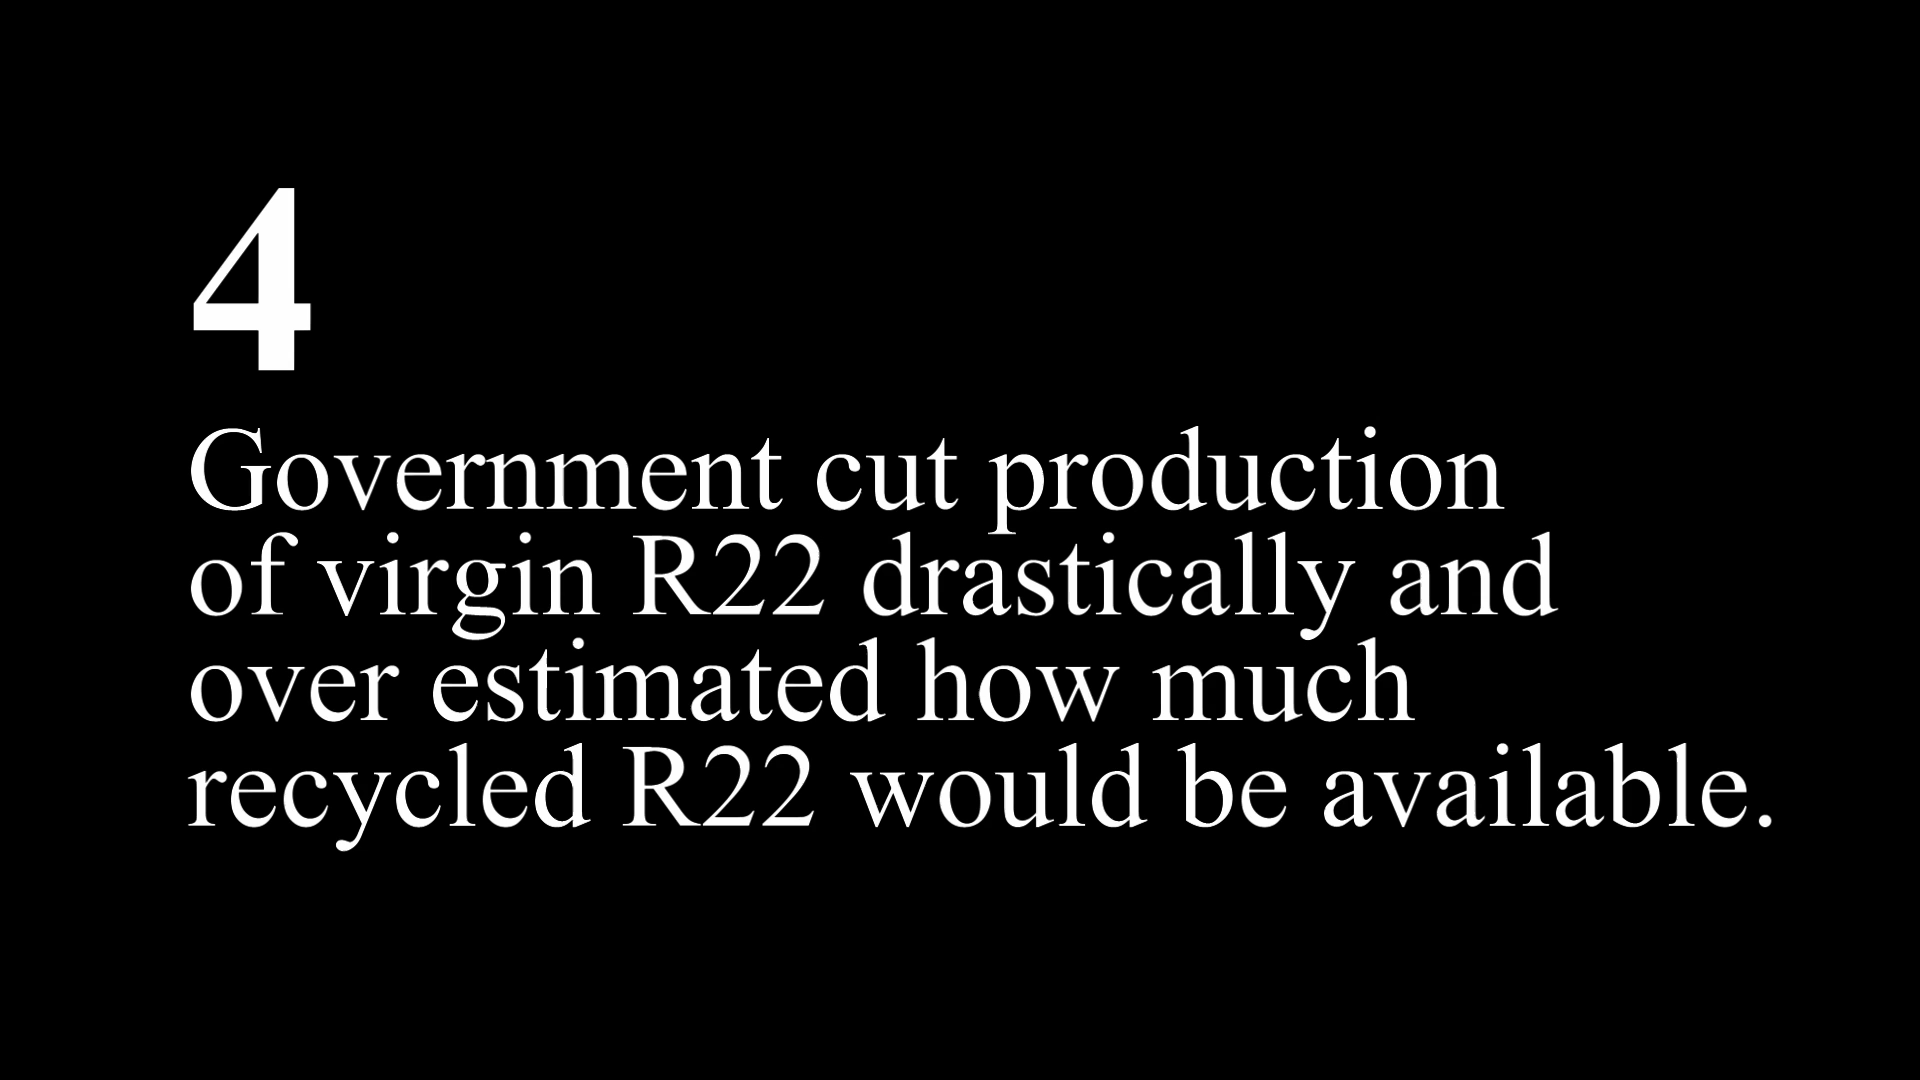 4
Government cut production
of virgin R22 drastically and
over estimated how much
recycled R22 would be available.